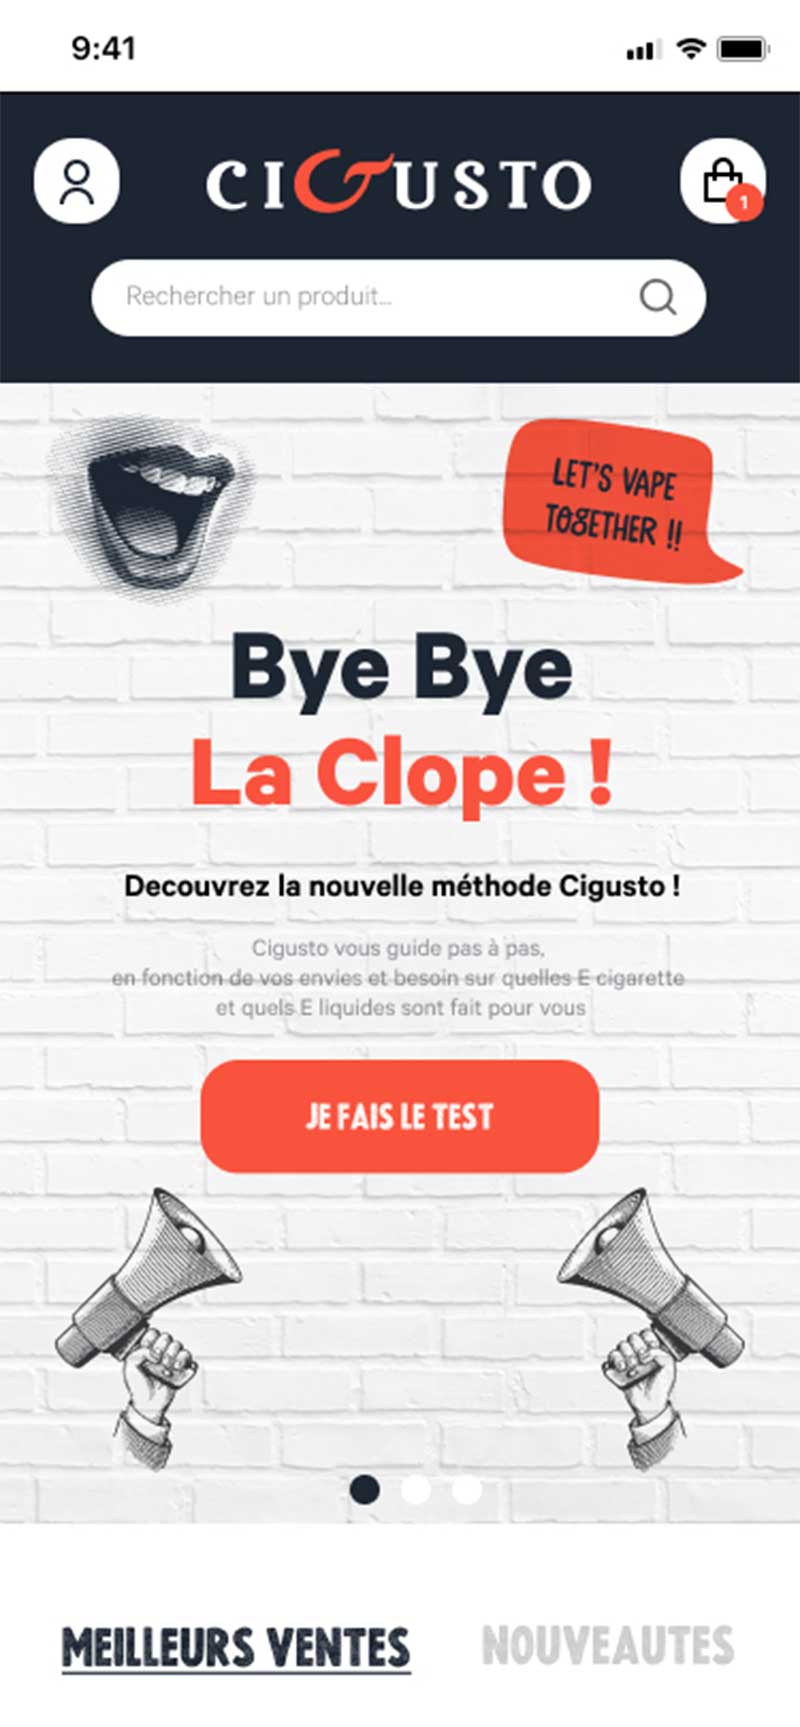 9:41
CIGUSTO
1
Rechercher un produit...
LET'S VAPE
TOGETHER !!
Bye Bye
La Clope !
Decouvrez la nouvelle méthode Cigusto !
Cigusto vous guide pas à pas,
en fonction de vos envies et besoin sur quelles E cigarette
et quels E liquides sont fait pour vous
JE FAIS LE TEST
MEILLEURS VENTES
NOUVEAUTES